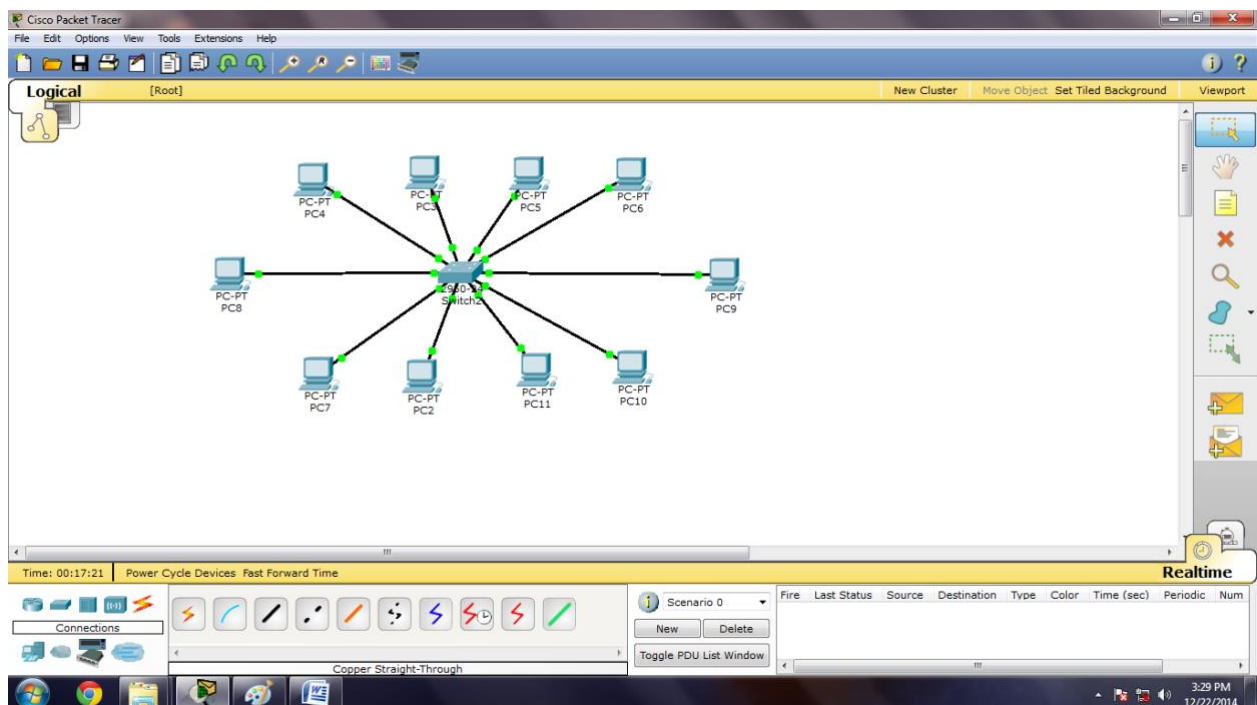 Cisco Packet Tracer
File Edit Options View Tools Extensions Help
Logical [Root] New Cluster Move Object Set Tiled Background Viewport
PC-PT
PC4
PC-PT
PC3
PC-PT
PC5
PC-PT
PC6
PC-PT
PC8
2950-24
Switch2
PC-PT
PC9
PC-PT
PC7
PC-PT
PC2
PC-PT
PC11
PC-PT
PC10
Time: 00:17:21 Power Cycle Devices Fast Forward Time Realtime
Connections
Copper Straight-Through
Scenario 0
New Delete
Toggle PDU List Window
Fire Last Status Source Destination Type Color Time (sec) Periodic Num
3:29 PM
12/22/2014